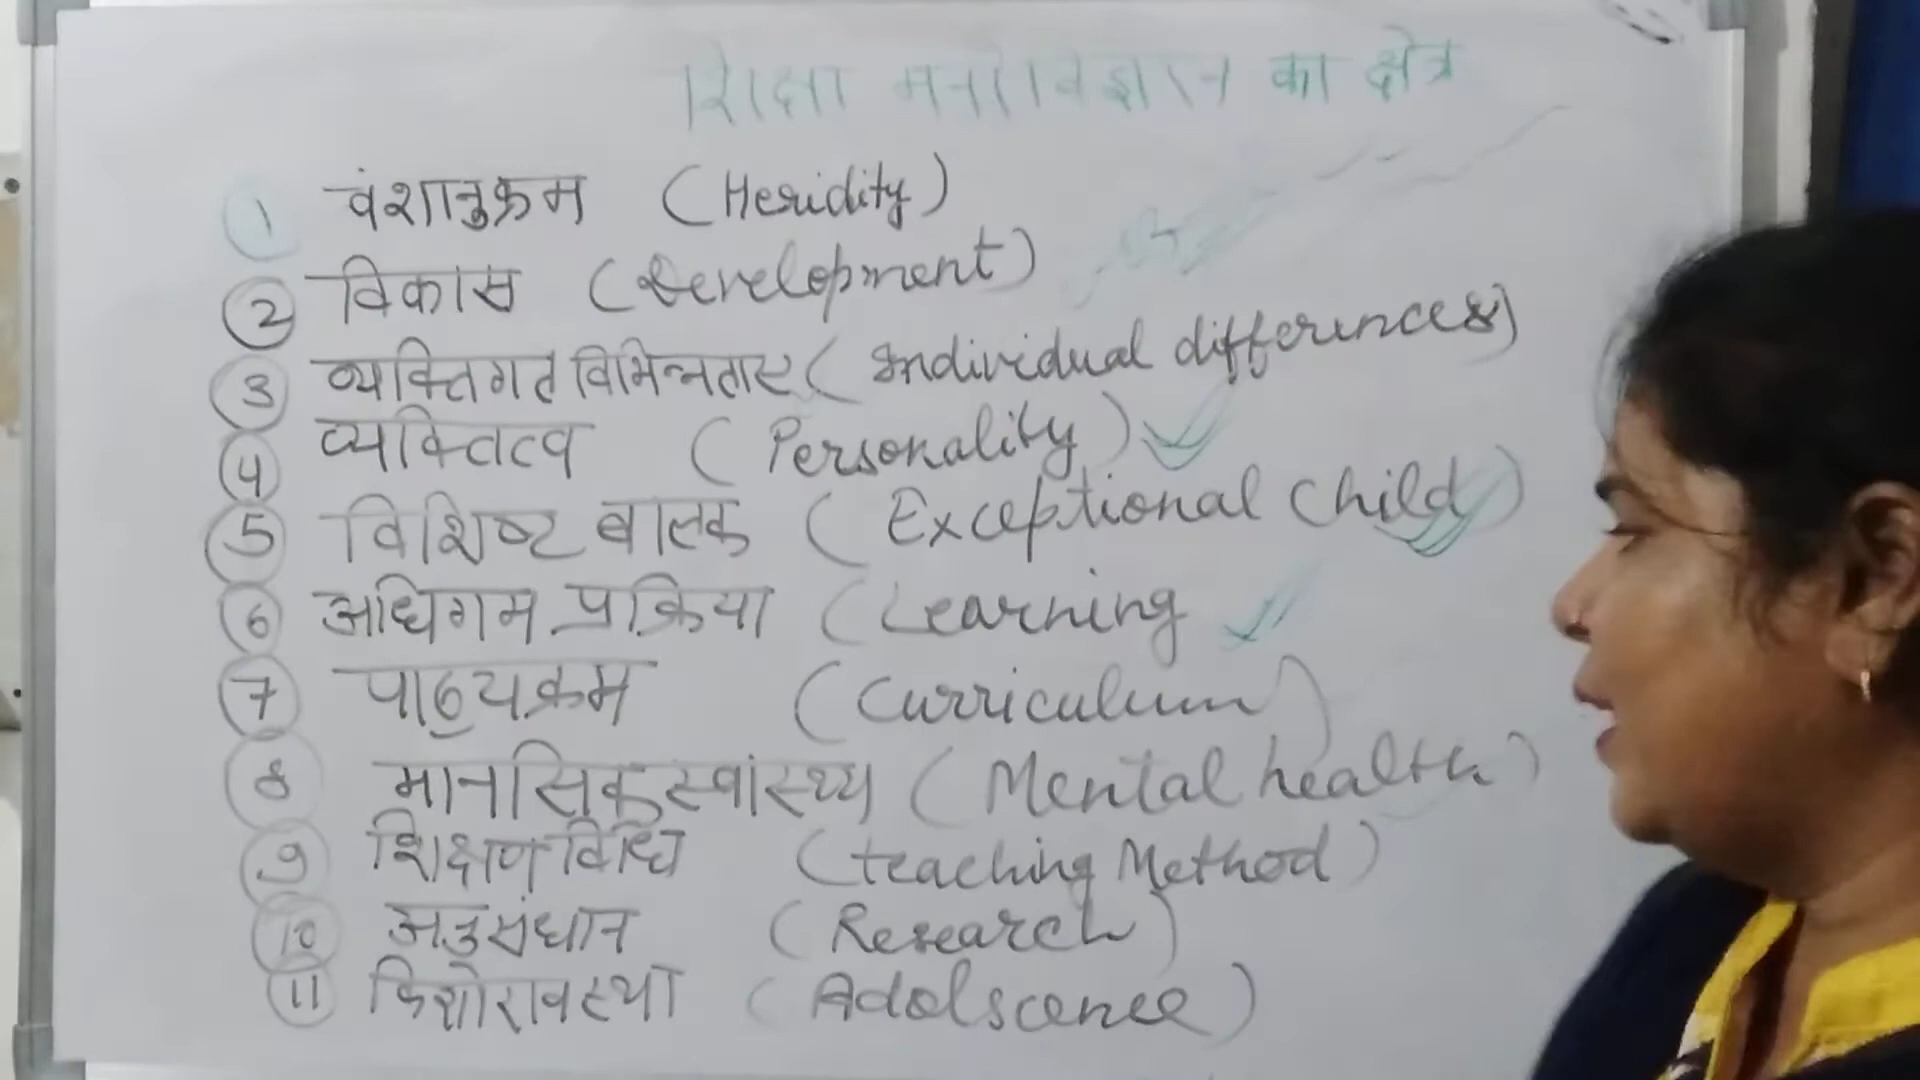 शिक्षा मनोविज्ञान का क्षेत्र
1 वंशानुक्रम (Heridity)
2 विकास (Development)
3 व्यक्तिगत विभिन्नताए (Individual differences)
4 व्यक्तित्व (Personality)
5 विशिष्ट बालक (Exceptional child)
6 अधिगम प्रक्रिया (Learning
7 पाठ्यक्रम (Curriculum)
8 मानसिक स्वास्थ्य (Mental health)
9 शिक्षण विधि (teaching Method)
10 अनुसंधान (Research)
11 किशोरावस्था (Adolscence)